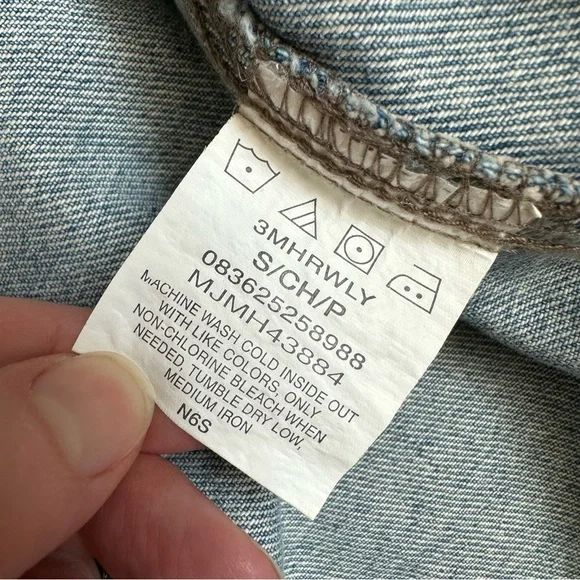 3MHRWLY
S/CH/P
083625258988
MJMH43884
MACHINE WASH COLD INSIDE OUT
WITH LIKE COLORS, ONLY
NON-CHLORINE BLEACH WHEN
NEEDED, TUMBLE DRY LOW,
MEDIUM IRON
N6S